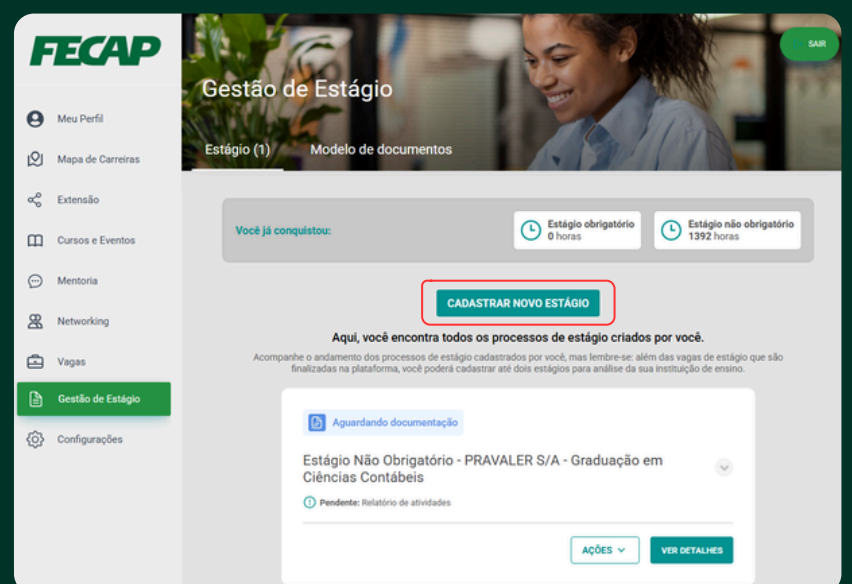 FECAP
Meu Perfil
Mapa de Carreiras
Extensão
Cursos e Eventos
Mentoria
Networking
Vagas
Gestão de Estágio
Configurações
SAIR
Gestão de Estágio
Estágio (1)
Modelo de documentos
Você já conquistou:
Estágio obrigatório
0 horas
Estágio não obrigatório
1392 horas
CADASTRAR NOVO ESTÁGIO
Aqui, você encontra todos os processos de estágio criados por você.
Acompanhe o andamento dos processos de estágio cadastrados por você, mas lembre-se: além das vagas de estágio que são
finalizadas na plataforma, você poderá cadastrar até dois estágios para análise da sua instituição de ensino.
Aguardando documentação
Estágio Não Obrigatório - PRAVALER S/A - Graduação em
Ciências Contábeis
Pendente: Relatório de atividades
AÇÕES
VER DETALHES